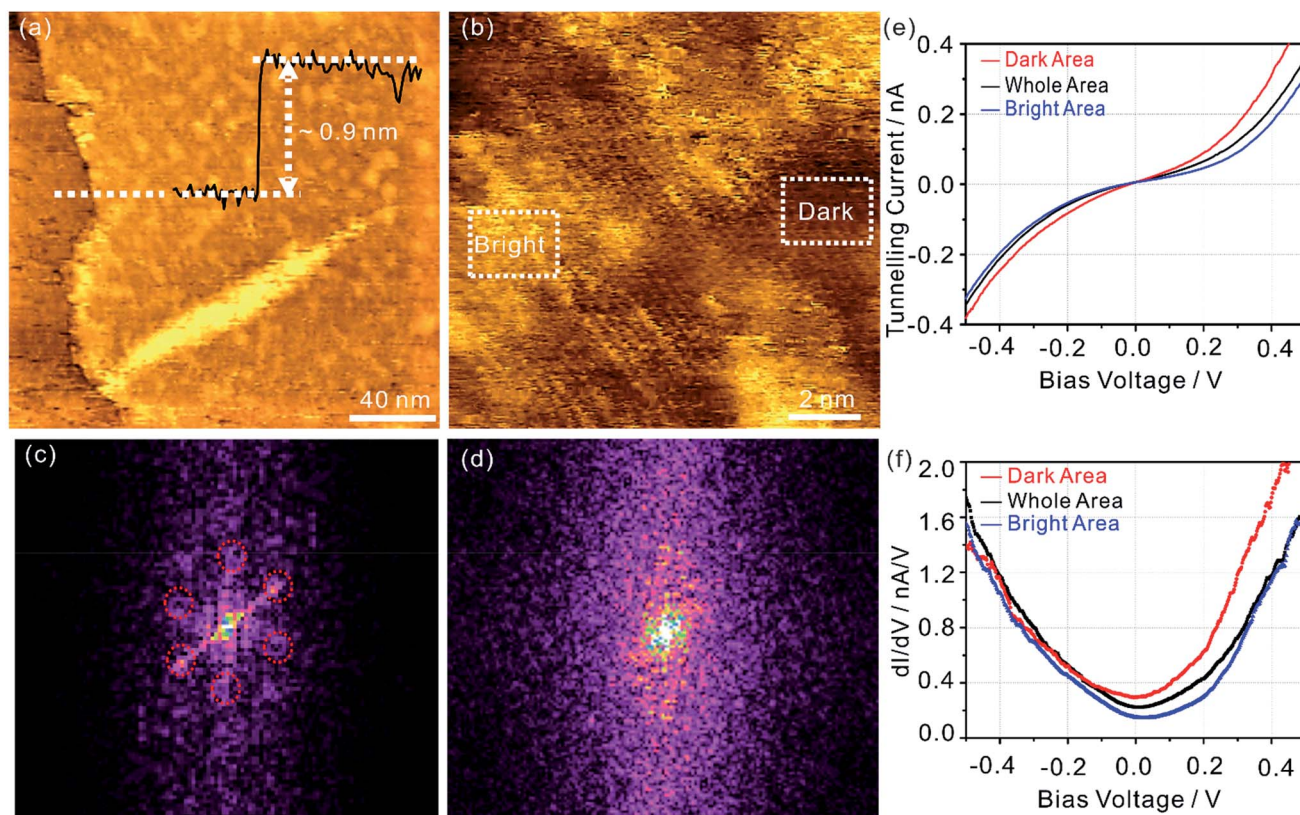 (a)
~ 0.9 nm
40 nm
(b)
Bright
Dark
2 nm
(c)
(d)
(e)
Dark Area
Whole Area
Bright Area
Tunnelling Current / nA
0.4
0.2
0.0
-0.2
-0.4
-0.4 -0.2 0.0 0.2 0.4
Bias Voltage / V
(f)
Dark Area
Whole Area
Bright Area
dI/dV / nA/V
2.0
1.6
1.2
0.8
0.4
0.0
-0.4 -0.2 0.0 0.2 0.4
Bias Voltage / V